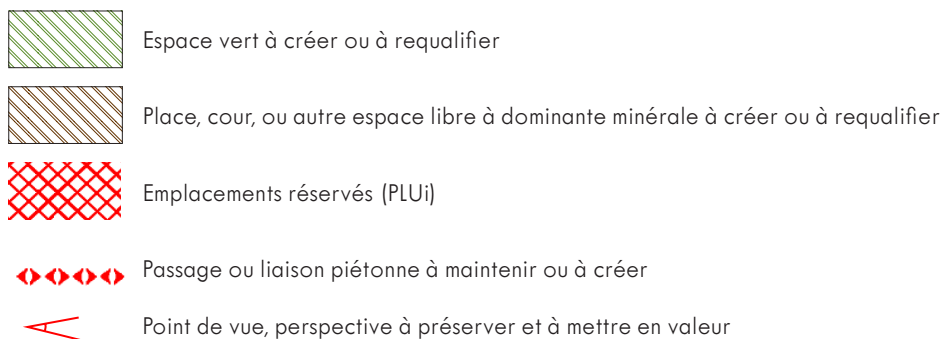 Espace vert à créer ou à requalifier
Place, cour, ou autre espace libre à dominante minérale à créer ou à requalifier
Emplacements réservés (PLUi)
Passage ou liaison piétonne à maintenir ou à créer
Point de vue, perspective à préserver et à mettre en valeur